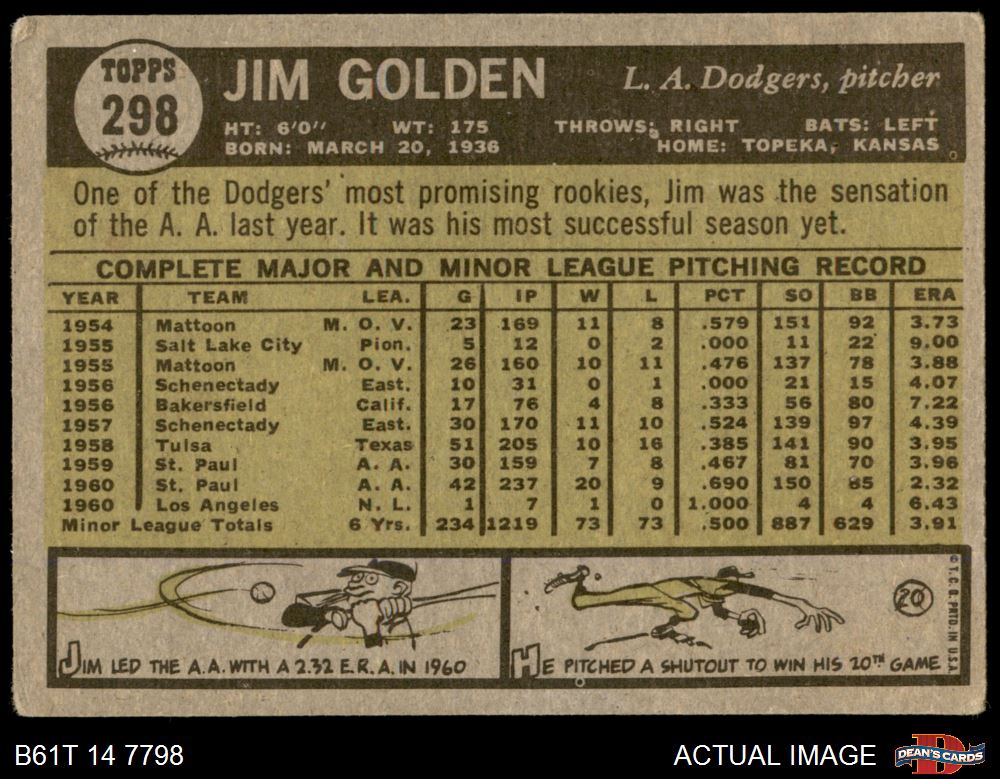 TOPPS
298
JIM GOLDEN
L. A. Dodgers, pitcher
HT: 6'0" WT: 175 THROWS: RIGHT BATS: LEFT
BORN: MARCH 20, 1936 HOME: TOPEKA, KANSAS
One of the Dodgers' most promising rookies, Jim was the sensation
of the A. A. last year. It was his most successful season yet.
COMPLETE MAJOR AND MINOR LEAGUE PITCHING RECORD
YEAR TEAM LEA. G IP W L PCT SO BB ERA
1954 Mattoon M. O. V. 23 169 11 8 .579 151 92 3.73
1955 Salt Lake City Pion. 5 12 0 2 .000 11 22 9.00
1955 Mattoon M. O. V. 26 160 10 11 .476 137 78 3.88
1956 Schenectady East. 10 31 0 1 .000 21 15 4.07
1956 Bakersfield Calif. 17 76 4 8 .333 56 80 7.22
1957 Schenectady East. 30 170 11 10 .524 139 97 4.39
1958 Tulsa Texas 51 205 10 16 .385 141 90 3.95
1959 St. Paul A. A. 30 159 7 8 .467 81 70 3.96
1960 St. Paul A. A. 42 237 20 9 .690 150 85 2.32
1960 Los Angeles N. L. 1 7 1 0 1.000 4 4 6.43
Minor League Totals 6 Yrs. 234 1219 73 73 .500 887 629 3.91
JIM LED THE A.A. WITH A 2.32 E.R.A. IN 1960
20
HE PITCHED A SHUTOUT TO WIN HIS 20TH GAME
© T. C. G. PRTD. IN U.S.A.
B61T 14 7798
ACTUAL IMAGE
D
DEAN'S CARDS